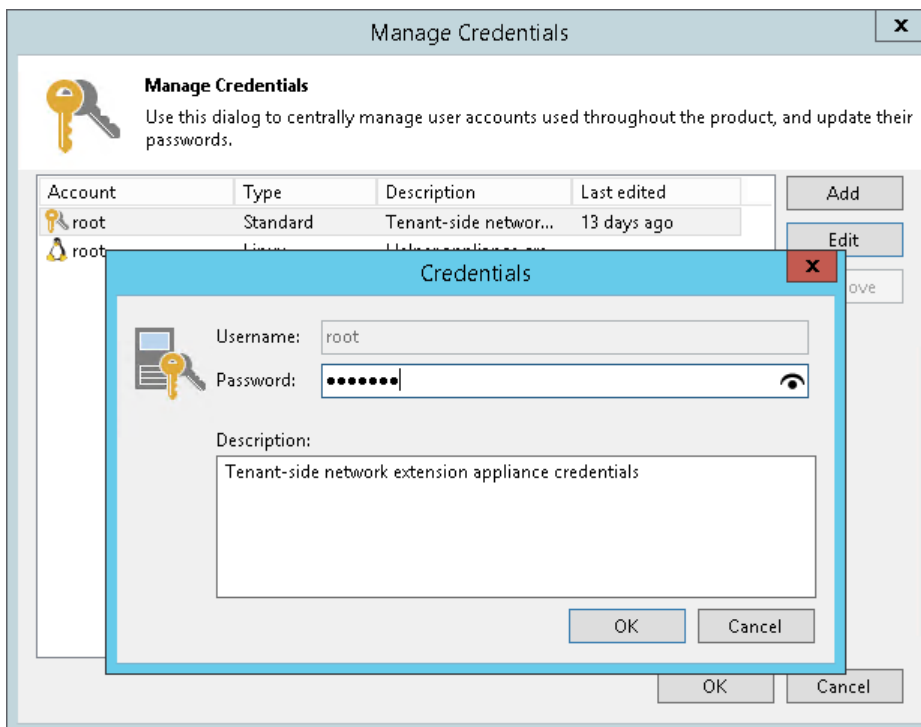 Manage Credentials
x
Manage Credentials
Use this dialog to centrally manage user accounts used throughout the product, and update their
passwords.
Account Type Description Last edited
root Standard Tenant-side networ... 13 days ago
root
Add
Edit
Credentials
x
Username: root
Password: •••••••
Description:
Tenant-side network extension appliance credentials
OK Cancel
OK Cancel